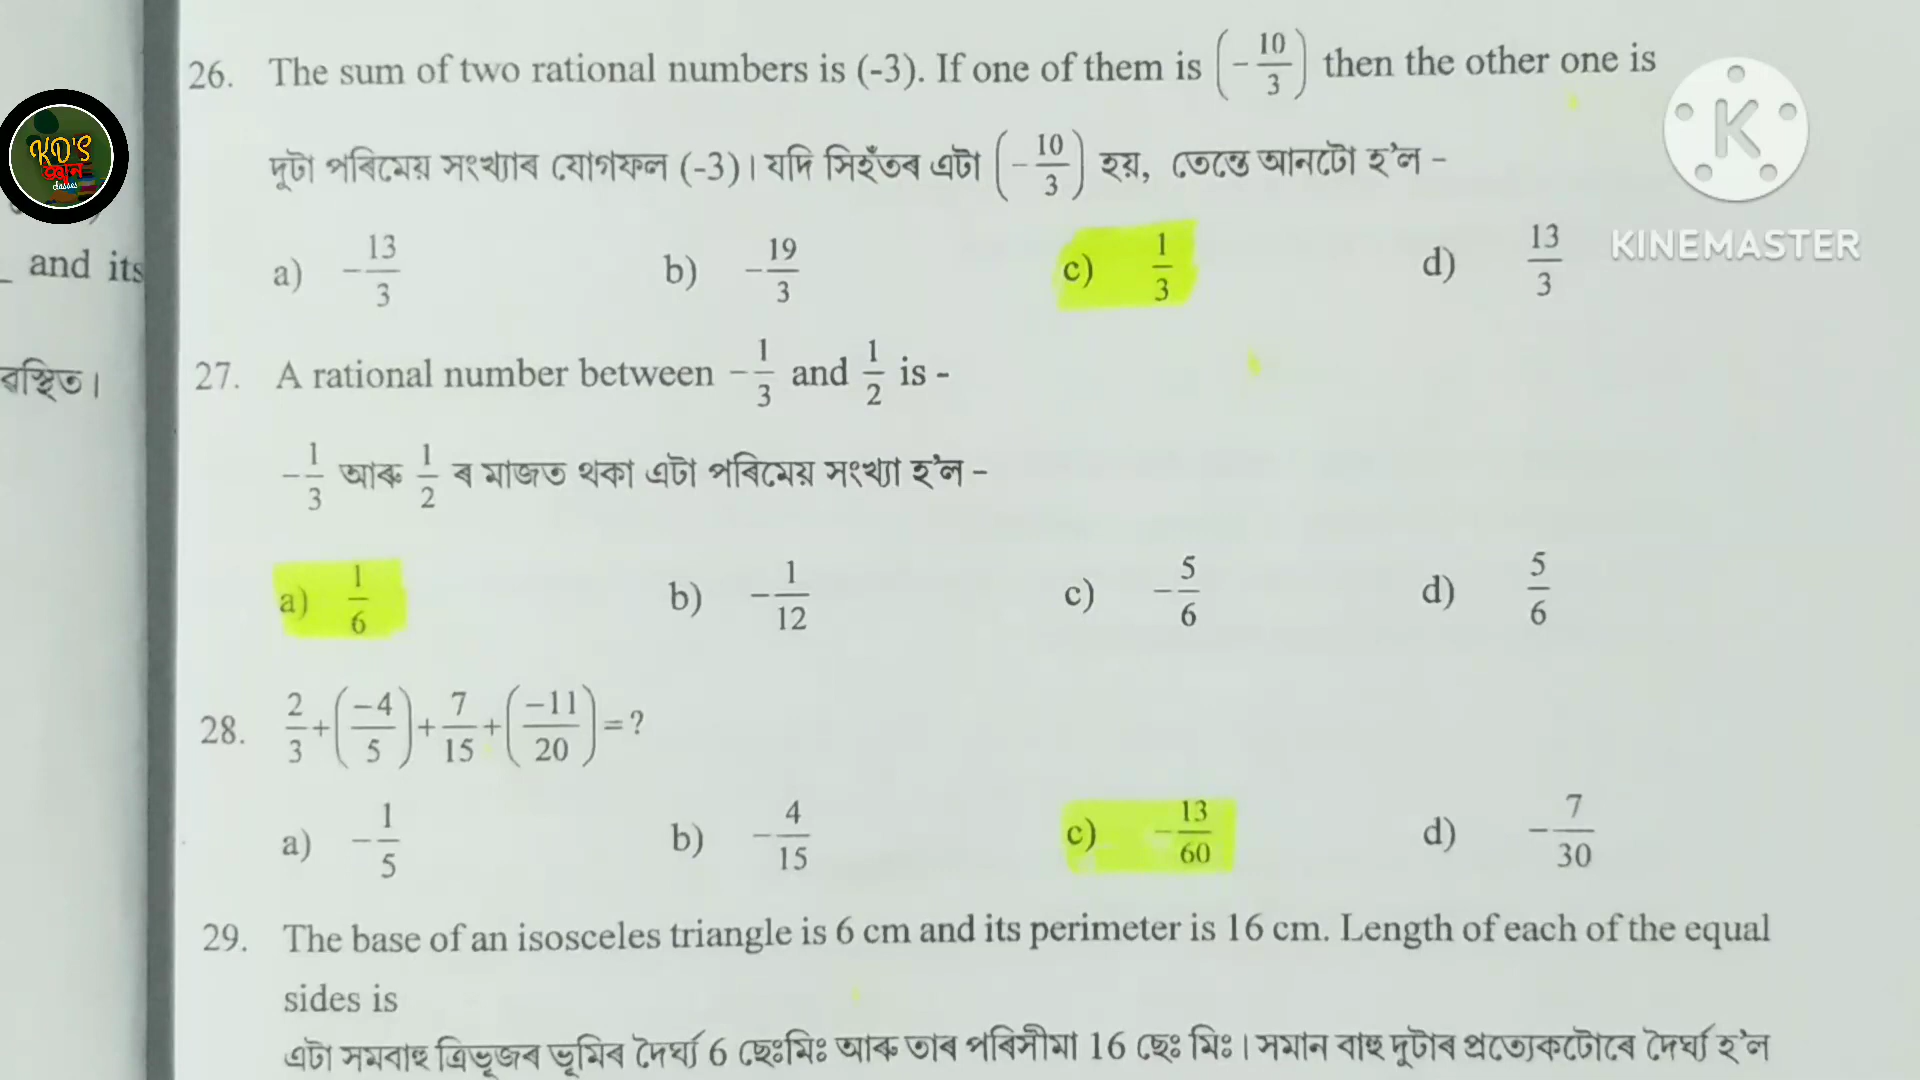 26. The sum of two rational numbers is (-3). If one of them is (-10/3) then the other one is
দুটা পৰিমেয় সংখ্যাৰ যোগফল (-3)। যদি সিহঁতৰ এটা (-10/3) হয়, তেন্তে আনটো হ'ল –
a) -13/3 b) -19/3 c) 1/3 d) 13/3
27. A rational number between -1/3 and 1/2 is -
-1/3 আৰু 1/2 ৰ মাজত থকা এটা পৰিমেয় সংখ্যা হ'ল –
a) 1/6 b) -1/12 c) -5/6 d) 5/6
28. 2/3+(-4/5)+7/15+(-11/20)=?
a) -1/5 b) -4/15 c) -13/60 d) -7/30
29. The base of an isosceles triangle is 6 cm and its perimeter is 16 cm. Length of each of the equal
sides is
এটা সমবাহু ত্ৰিভূজৰ ভূমিৰ দৈৰ্ঘ্য 6 ছেঃমিঃ আৰু তাৰ পৰিসীমা 16 ছেঃ মিঃ। সমান বাহু দুটাৰ প্ৰত্যেকটোৰে দৈৰ্ঘ্য হ'ল
and its
KD'S
জ্ঞান
classes
K
KINEMASTER